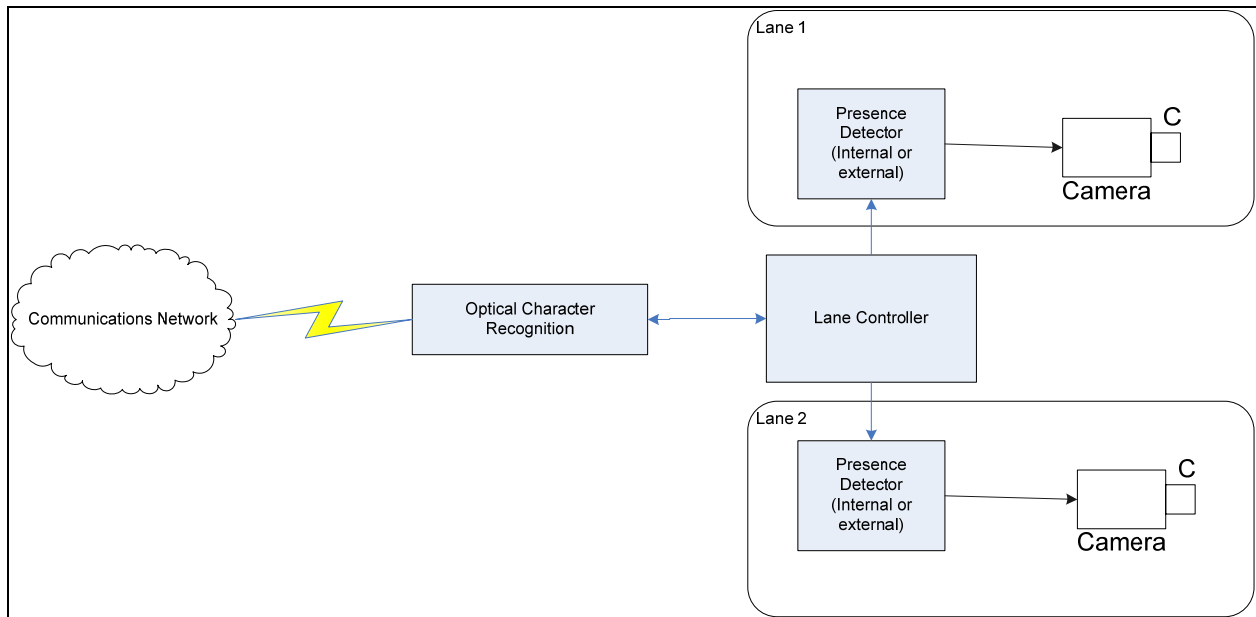 Lane 1
Presence
Detector
(Internal or
external)
C
Camera
Communications Network
Optical Character
Recognition
Lane Controller
Lane 2
Presence
Detector
(Internal or
external)
C
Camera